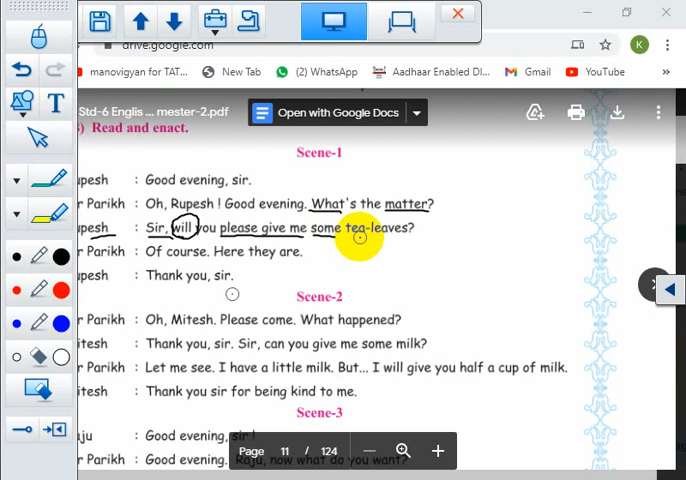 drive.google.com
K
manovigyan for TAT...
New Tab
(2) WhatsApp
Aadhaar Enabled DI...
Gmail
YouTube
T
Std-6 Englis ... mester-2.pdf
Open with Google Docs
Read and enact.
Scene-1
upesh : Good evening, sir.
r Parikh : Oh, Rupesh ! Good evening. What's the matter?
upesh : Sir, will you please give me some tea-leaves?
r Parikh : Of course. Here they are.
upesh : Thank you, sir.
Scene-2
r Parikh : Oh, Mitesh. Please come. What happened?
itesh : Thank you, sir. Sir, can you give me some milk?
r Parikh : Let me see. I have a little milk. But... I will give you half a cup of milk.
itesh : Thank you sir for being kind to me.
Scene-3
ju : Good evening, sir !
r Parikh : Good evening. Raju, now what do you want?
Page 11 / 124